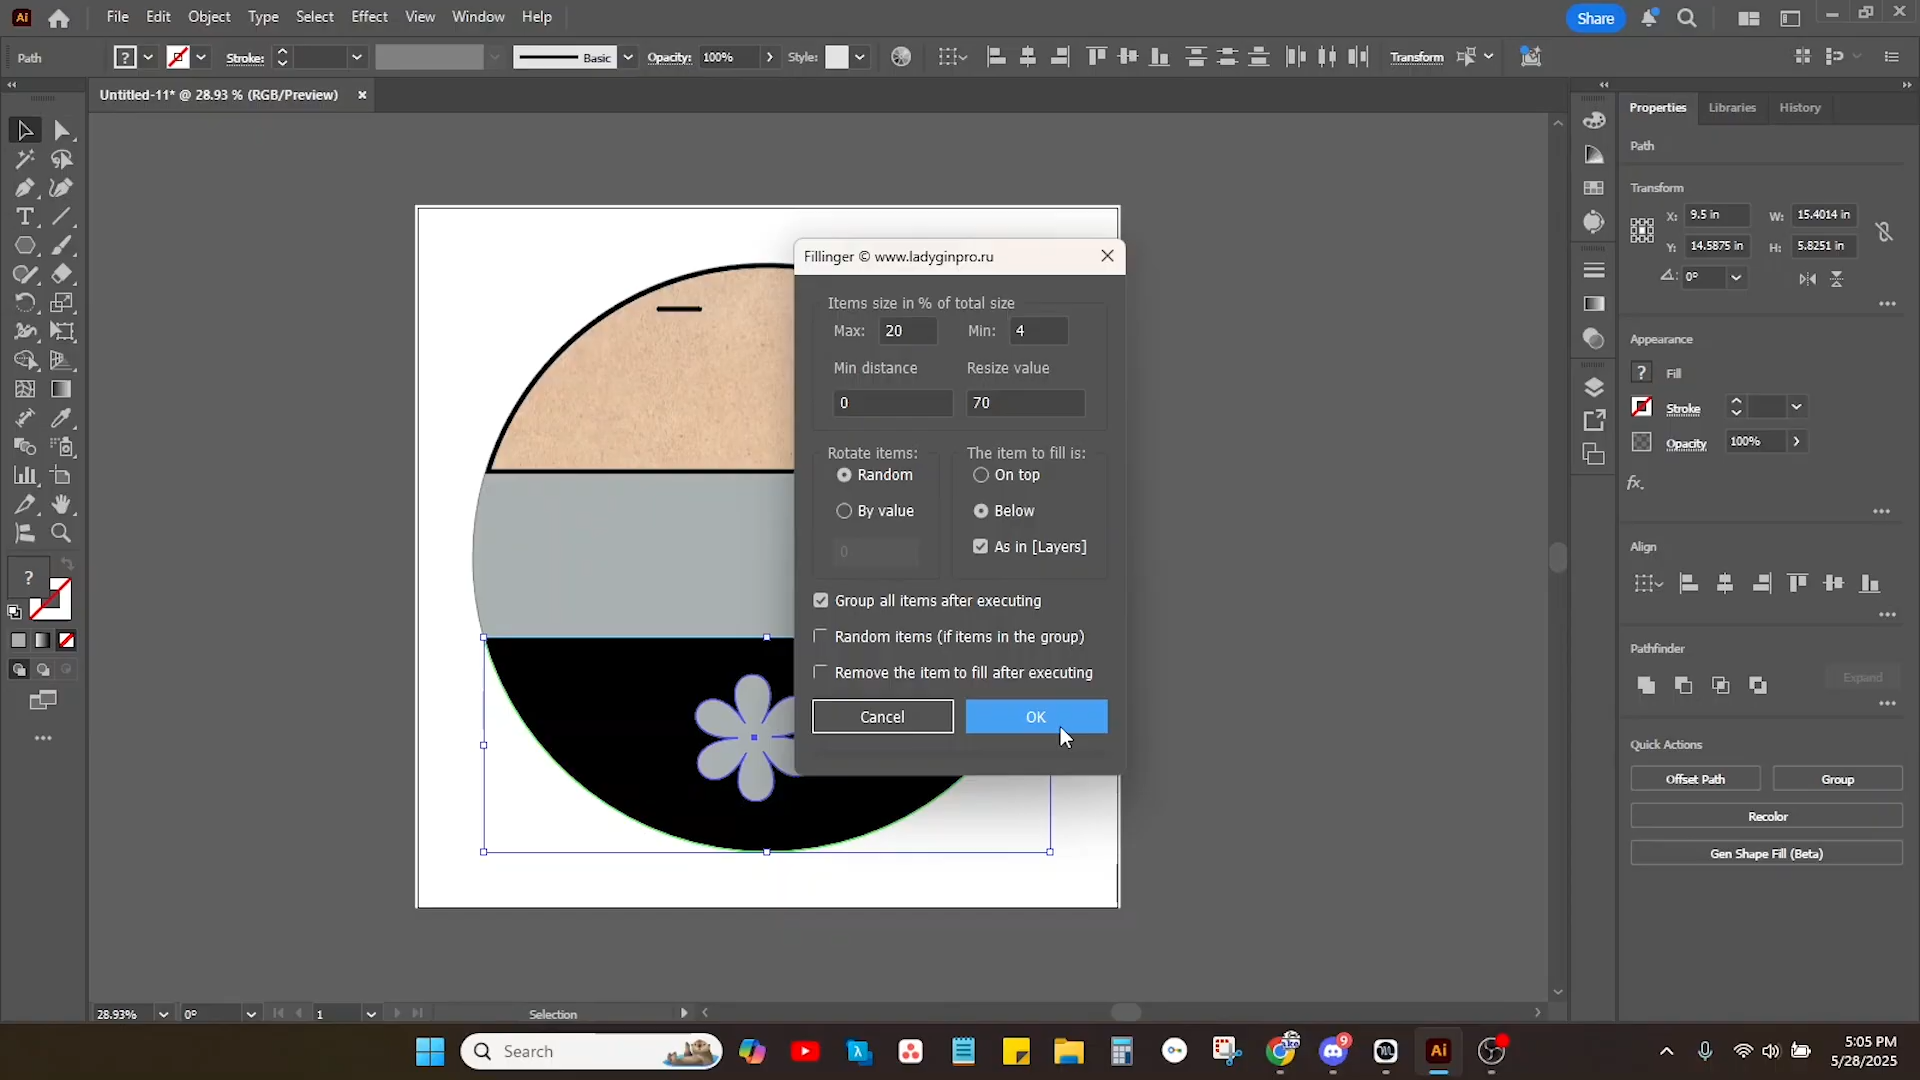 Ai File Edit Object Type Select Effect View Window Help Share
Path ? Stroke: Basic Opacity: 100% Style: Transform
Untitled-11* @ 28.93 % (RGB/Preview)
Properties Libraries History
Path
Transform
X: 9.5 in W: 15.4014 in
Y: 14.5875 in H: 5.8251 in
0°
Appearance
? Fill
Stroke
Opacity 100%
fx.
Align
Pathfinder
Expand
Quick Actions
Offset Path Group
Recolor
Gen Shape Fill (Beta)
T
?
Fillinger © www.ladyginpro.ru
Items size in % of total size
Max: 20 Min: 4
Min distance Resize value
0 70
Rotate items: The item to fill is:
Random On top
By value Below
0 As in [Layers]
Group all items after executing
Random items (if items in the group)
Remove the item to fill after executing
Cancel OK
28.93% 0° 1 Selection
Search
9
Ai
5:05 PM
5/28/2025